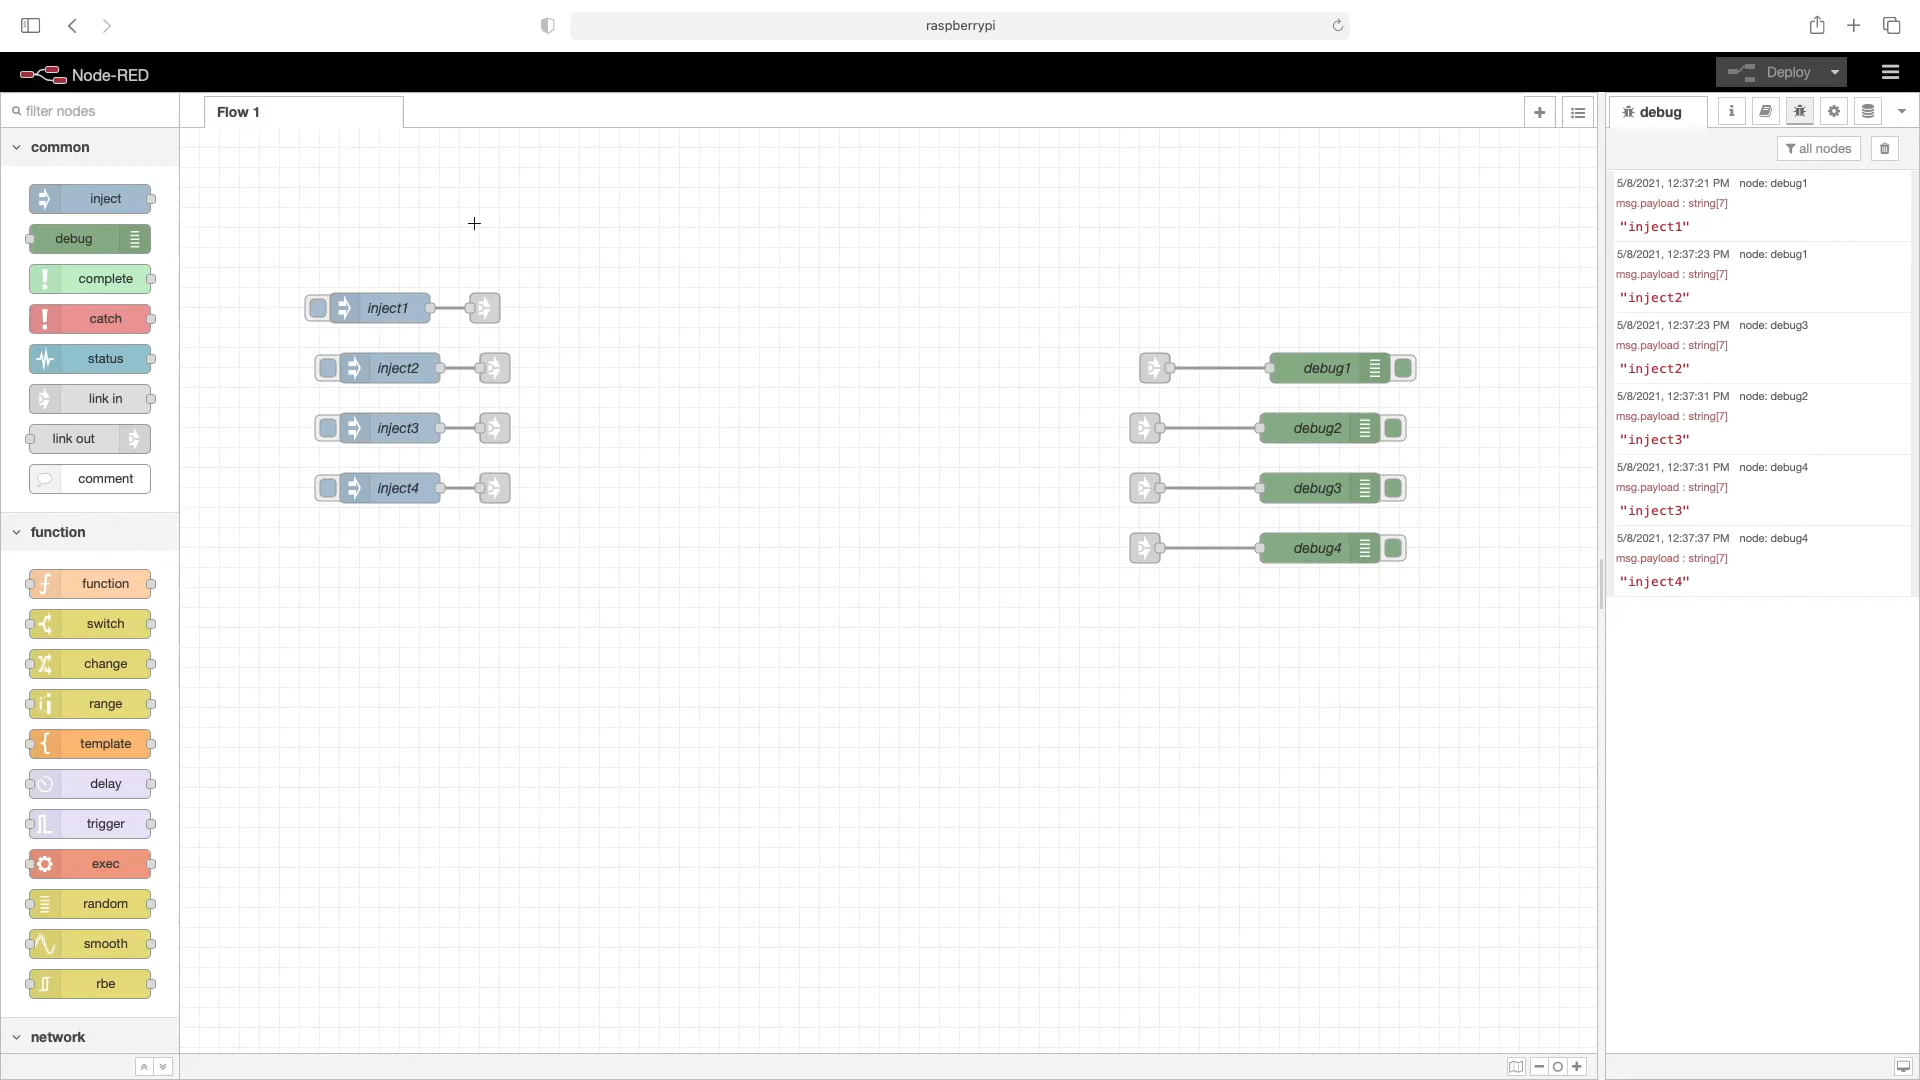 raspberrypi
Node-RED
Deploy
filter nodes
Flow 1
debug
all nodes
common
inject
debug
complete
catch
status
link in
link out
comment
function
function
switch
change
range
template
delay
trigger
exec
random
smooth
rbe
network
inject1
inject2
inject3
inject4
debug1
debug2
debug3
debug4
5/8/2021, 12:37:21 PM node: debug1
msg.payload : string[7]
"inject1"
5/8/2021, 12:37:23 PM node: debug1
msg.payload : string[7]
"inject2"
5/8/2021, 12:37:23 PM node: debug3
msg.payload : string[7]
"inject2"
5/8/2021, 12:37:31 PM node: debug2
msg.payload : string[7]
"inject3"
5/8/2021, 12:37:31 PM node: debug4
msg.payload : string[7]
"inject3"
5/8/2021, 12:37:37 PM node: debug4
msg.payload : string[7]
"inject4"